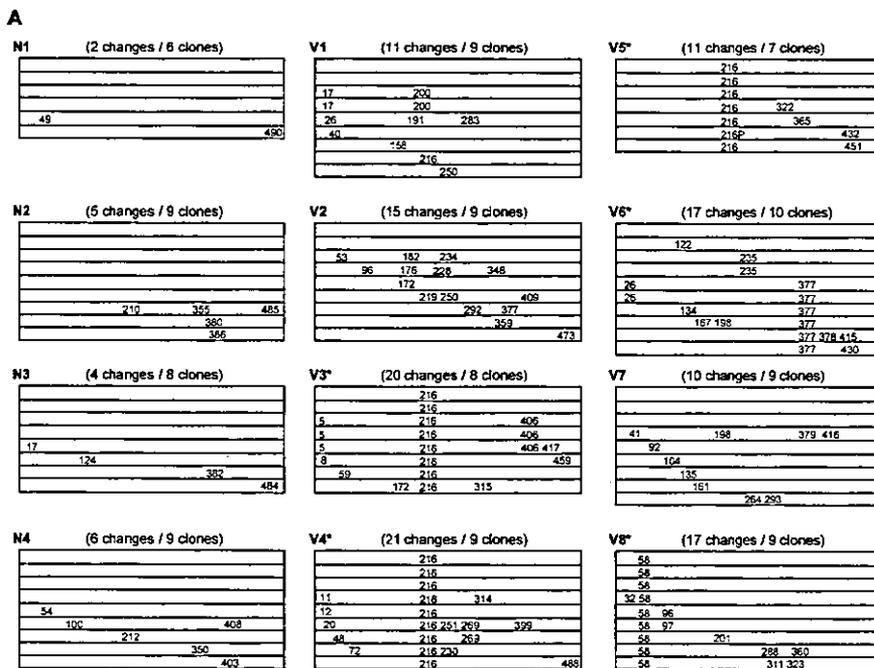 A
N1 (2 changes / 6 clones)
49
490
V1 (11 changes / 9 clones)
17 200
17 200
26 191 283
40
158
216
250
V5* (11 changes / 7 clones)
216
216
216
216 322
216 365
216P 432
216 451
N2 (5 changes / 9 clones)
210 355 485
380
386
V2 (15 changes / 9 clones)
53 182 234
96 176 228 348
172
219 250 409
292 377
359
473
V6* (17 changes / 10 clones)
122
235
235
26 377
26 377
134 377
167 198 377
377 378 415
377 430
N3 (4 changes / 8 clones)
17
124
382
484
V3* (20 changes / 8 clones)
216
216
5 216 406
5 216 406
5 216 406 417
8 216 459
59 216
172 216 315
V7 (10 changes / 9 clones)
41 198 379 416
92
104
135
161
264 293
N4 (6 changes / 9 clones)
54
100 408
212
350
403
V4* (21 changes / 9 clones)
216
216
216
11 216 314
12 216
20 216 251 269 399
48 216 269
72 216 230
216 488
V8* (17 changes / 9 clones)
58
58
58
32 58
58 96
58 97
58 201
58 288 360
58 311 323